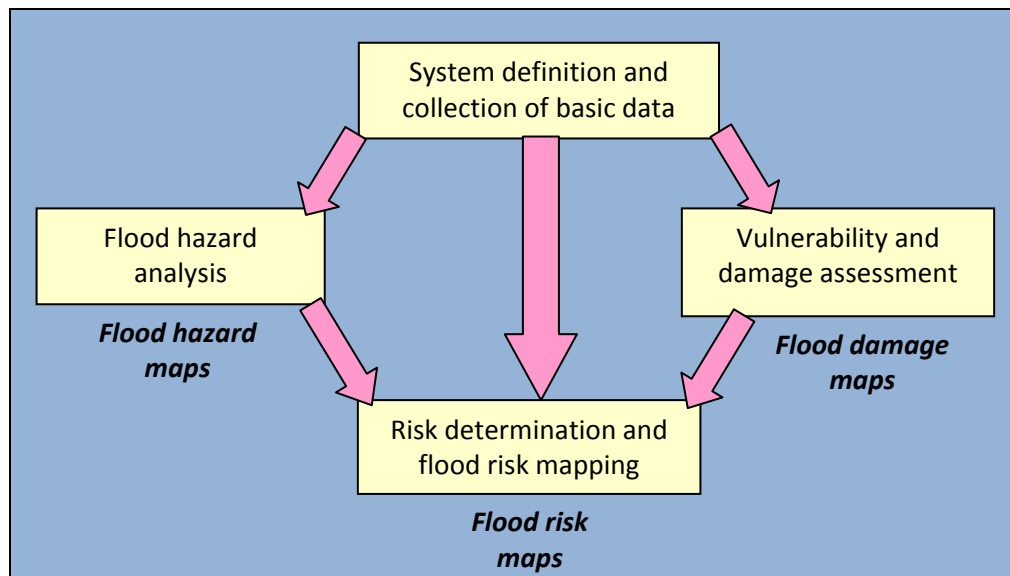 System definition and
collection of basic data
Flood hazard
analysis
Vulnerability and
damage assessment
Flood hazard
maps
Flood damage
maps
Risk determination and
flood risk mapping
Flood risk
maps